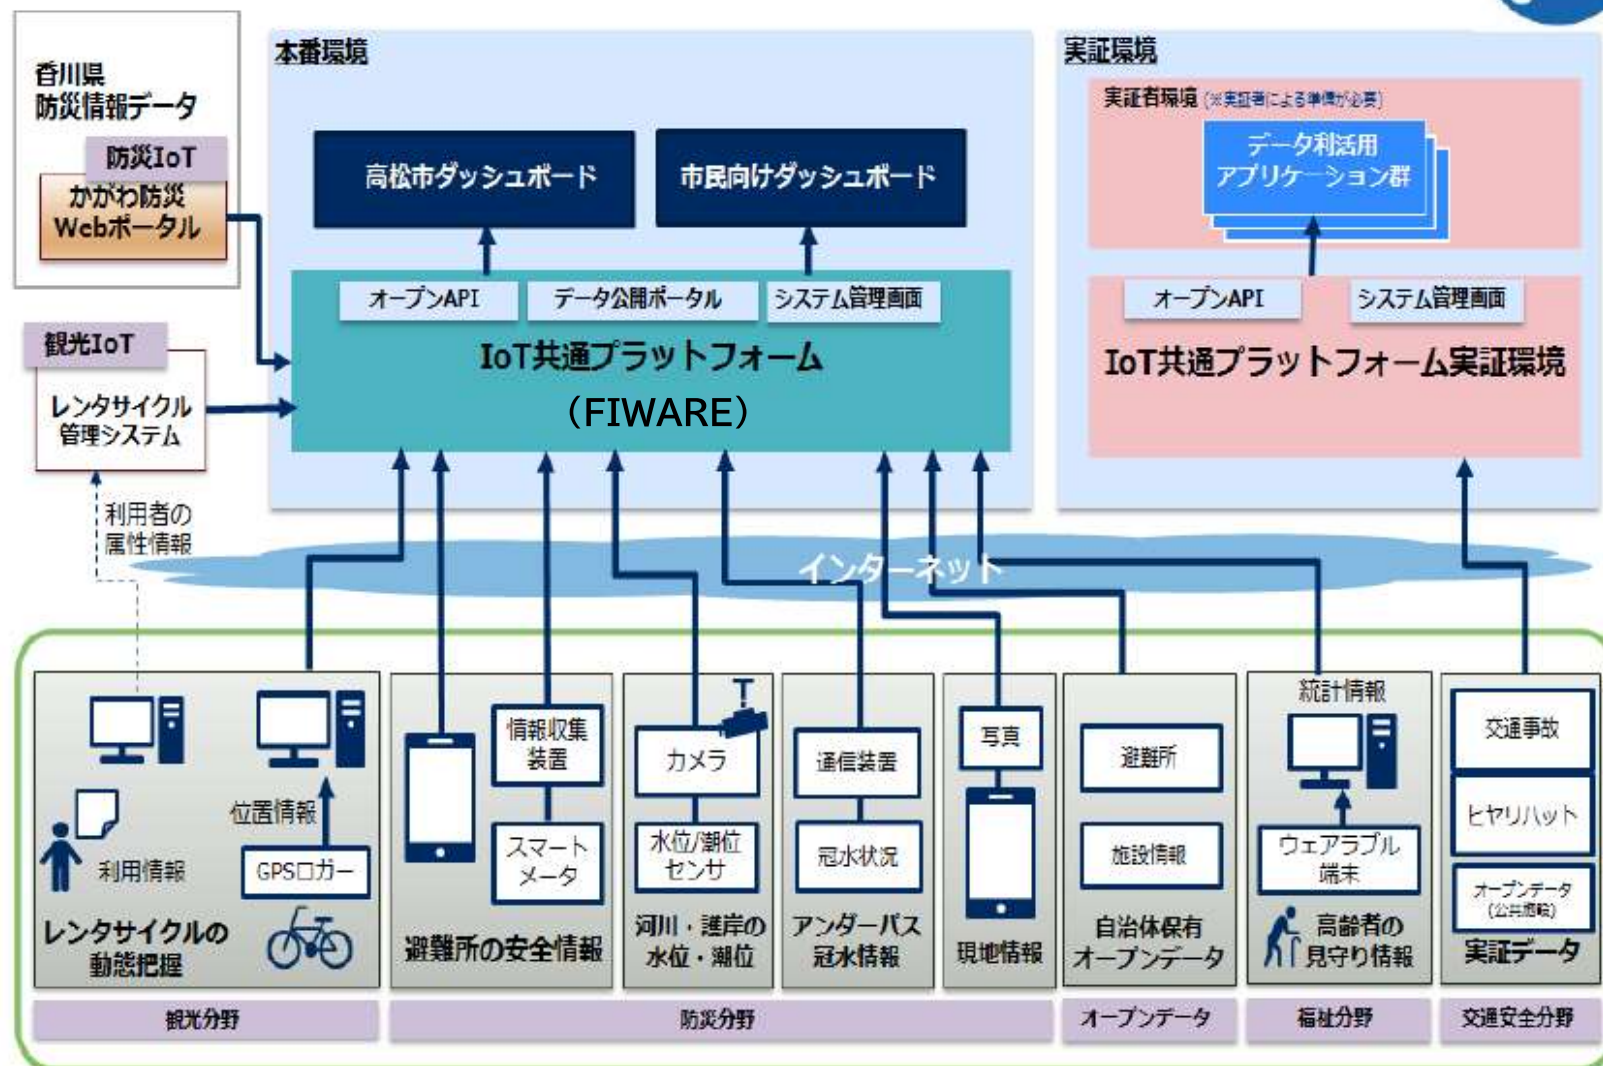 香川県
防災情報データ
防災IoT
かがわ防災
Webポータル
観光IoT
レンタサイクル
管理システム
利用者の
属性情報
本番環境
高松市ダッシュボード
市民向けダッシュボード
オープンAPI
データ公開ポータル
システム管理画面
IoT共通プラットフォーム
（FIWARE）
実証環境
実証者環境 (※実証者による準備が必要)
データ利活用
アプリケーション群
オープンAPI
システム管理画面
IoT共通プラットフォーム実証環境
インターネット
位置情報
利用情報
GPSロガー
レンタサイクルの
動態把握
観光分野
情報収集
装置
スマート
メータ
避難所の安全情報
カメラ
水位/潮位
センサ
河川・護岸の
水位・潮位
通信装置
冠水状況
アンダーパス
冠水情報
写真
現地情報
防災分野
避難所
施設情報
自治体保有
オープンデータ
オープンデータ
統計情報
ウェアラブル
端末
高齢者の
見守り情報
福祉分野
交通事故
ヒヤリハット
オープンデータ
(公共施設)
実証データ
交通安全分野